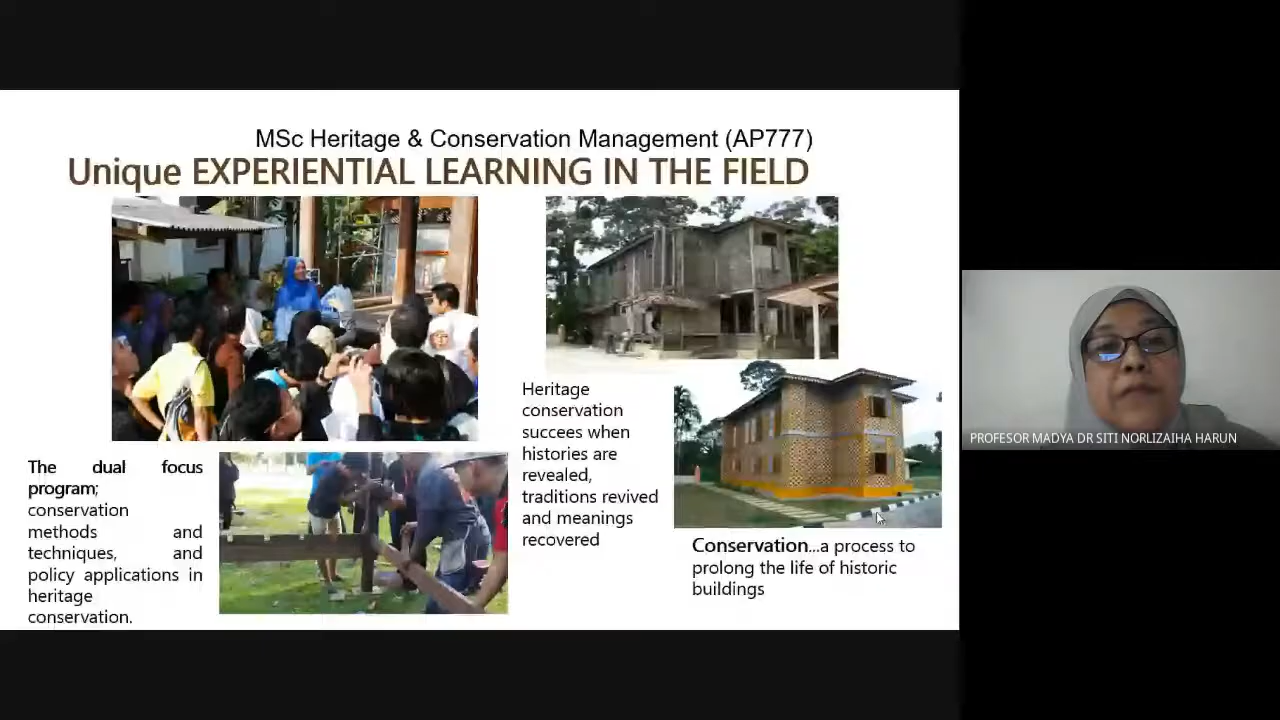 MSc Heritage & Conservation Management (AP777)
Unique EXPERIENTIAL LEARNING IN THE FIELD
The dual focus
program;
conservation
methods and
techniques, and
policy applications in
heritage
conservation.
Heritage
conservation
succees when
histories are
revealed,
traditions revived
and meanings
recovered
Conservation...a process to
prolong the life of historic
buildings
PROFESOR MADYA DR SITI NORLIZAIHA HARUN